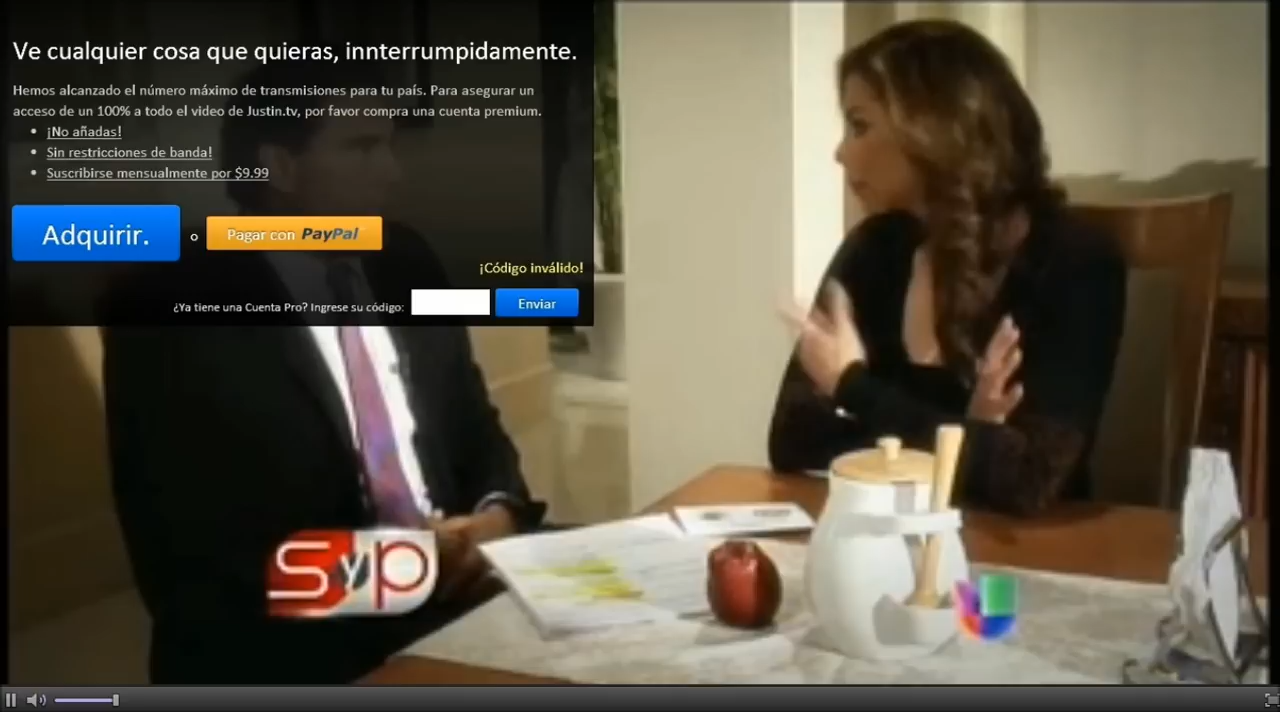 Ve cualquier cosa que quieras, innterrumpidamente.
Hemos alcanzado el número máximo de transmisiones para tu país. Para asegurar un
acceso de un 100% a todo el video de Justin.tv, por favor compra una cuenta premium.
• ¡No añadas!
• Sin restricciones de banda!
• Suscribirse mensualmente por $9.99
Adquirir. o Pagar con PayPal
¡Código inválido!
¿Ya tiene una Cuenta Pro? Ingrese su código: Enviar
SyP